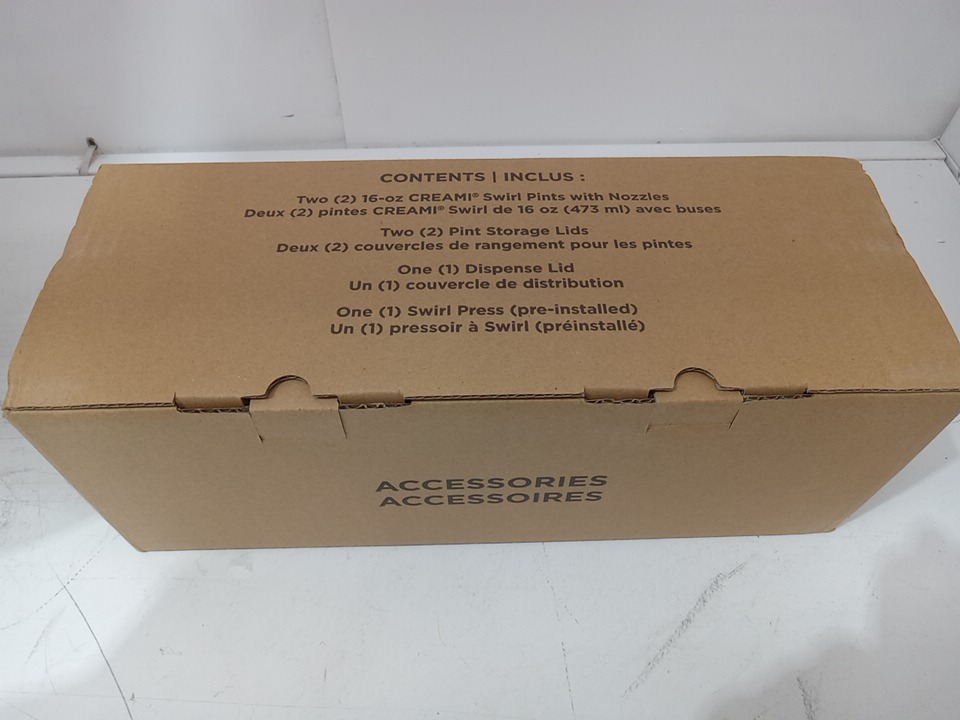 CONTENTS | INCLUS :
Two (2) 16-oz CREAMI® Swirl Pints with Nozzles
Deux (2) pintes CREAMI® Swirl de 16 oz (473 ml) avec buses
Two (2) Pint Storage Lids
Deux (2) couvercles de rangement pour les pintes
One (1) Dispense Lid
Un (1) couvercle de distribution
One (1) Swirl Press (pre-installed)
Un (1) pressoir à Swirl (préinstallé)
ACCESSORIES
ACCESSOIRES